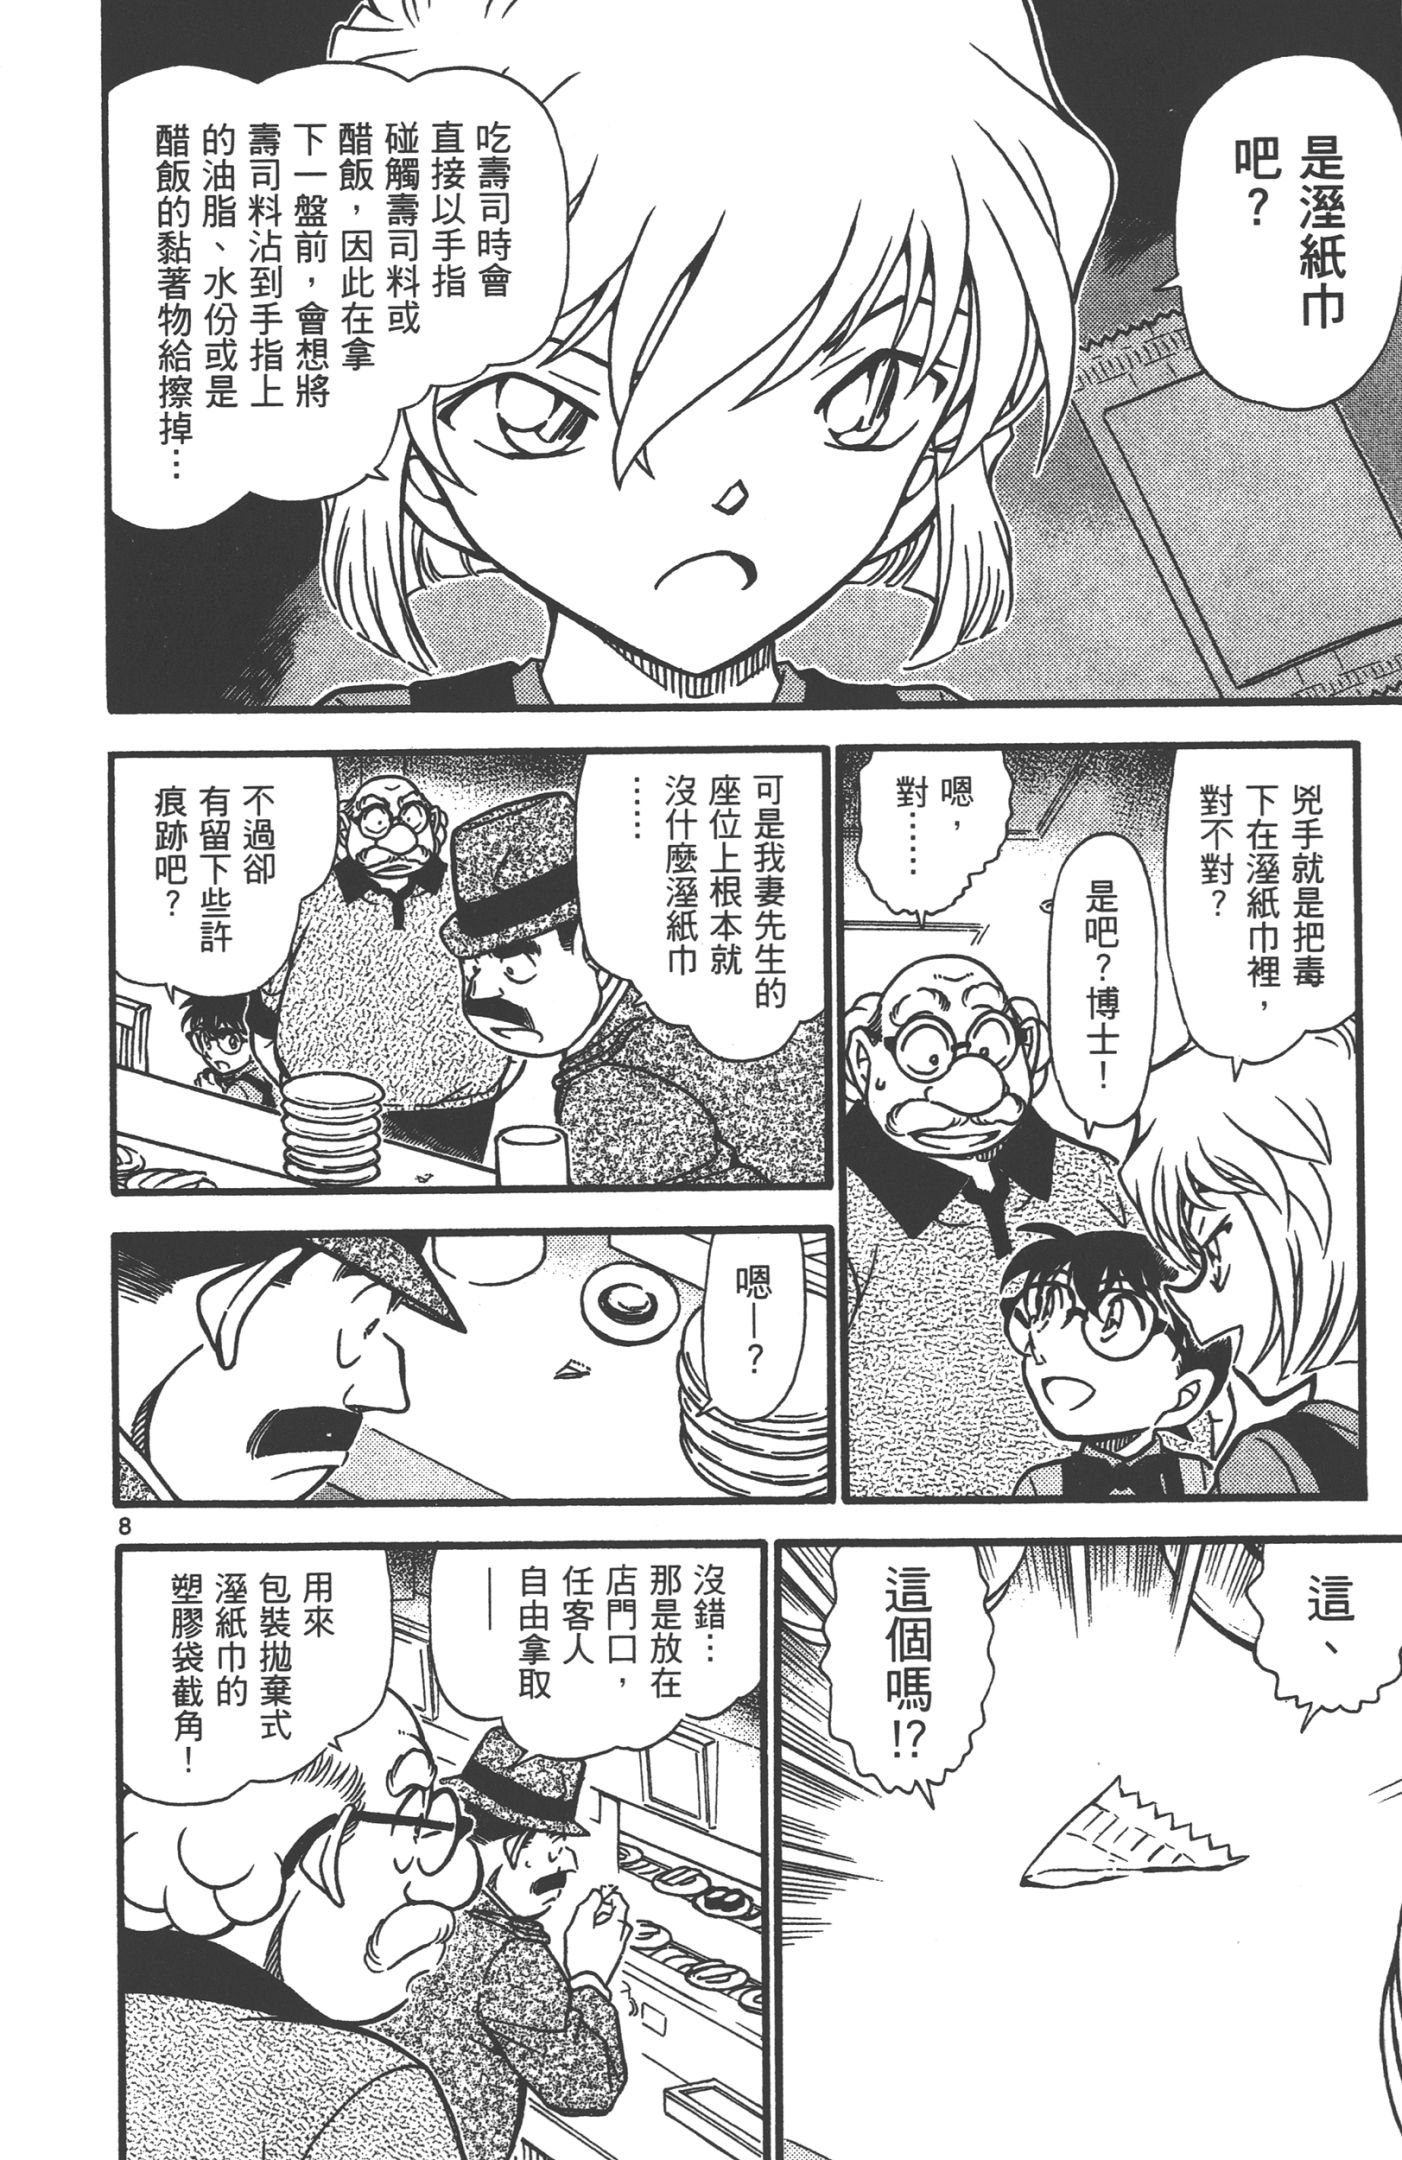 是溼紙巾
吧？
吃壽司時會
直接以手指
碰觸壽司料或
醋飯，因此在拿
下一盤前，會想將
壽司料沾到手指上
的油脂、水份或是
醋飯的黏著物給擦掉…
兇手就是把毒
下在溼紙巾裡，
對不對？
是吧？博士！
嗯，
對……
可是我妻先生的
座位上根本就
沒什麼溼紙巾
……
不過卻
有留下些許
痕跡吧？
嗯—？
8
這、
這個嗎!?
沒錯…
那是放在
店門口，
任客人
自由拿取
—
用來
包裝拋棄式
溼紙巾的
塑膠袋截角！